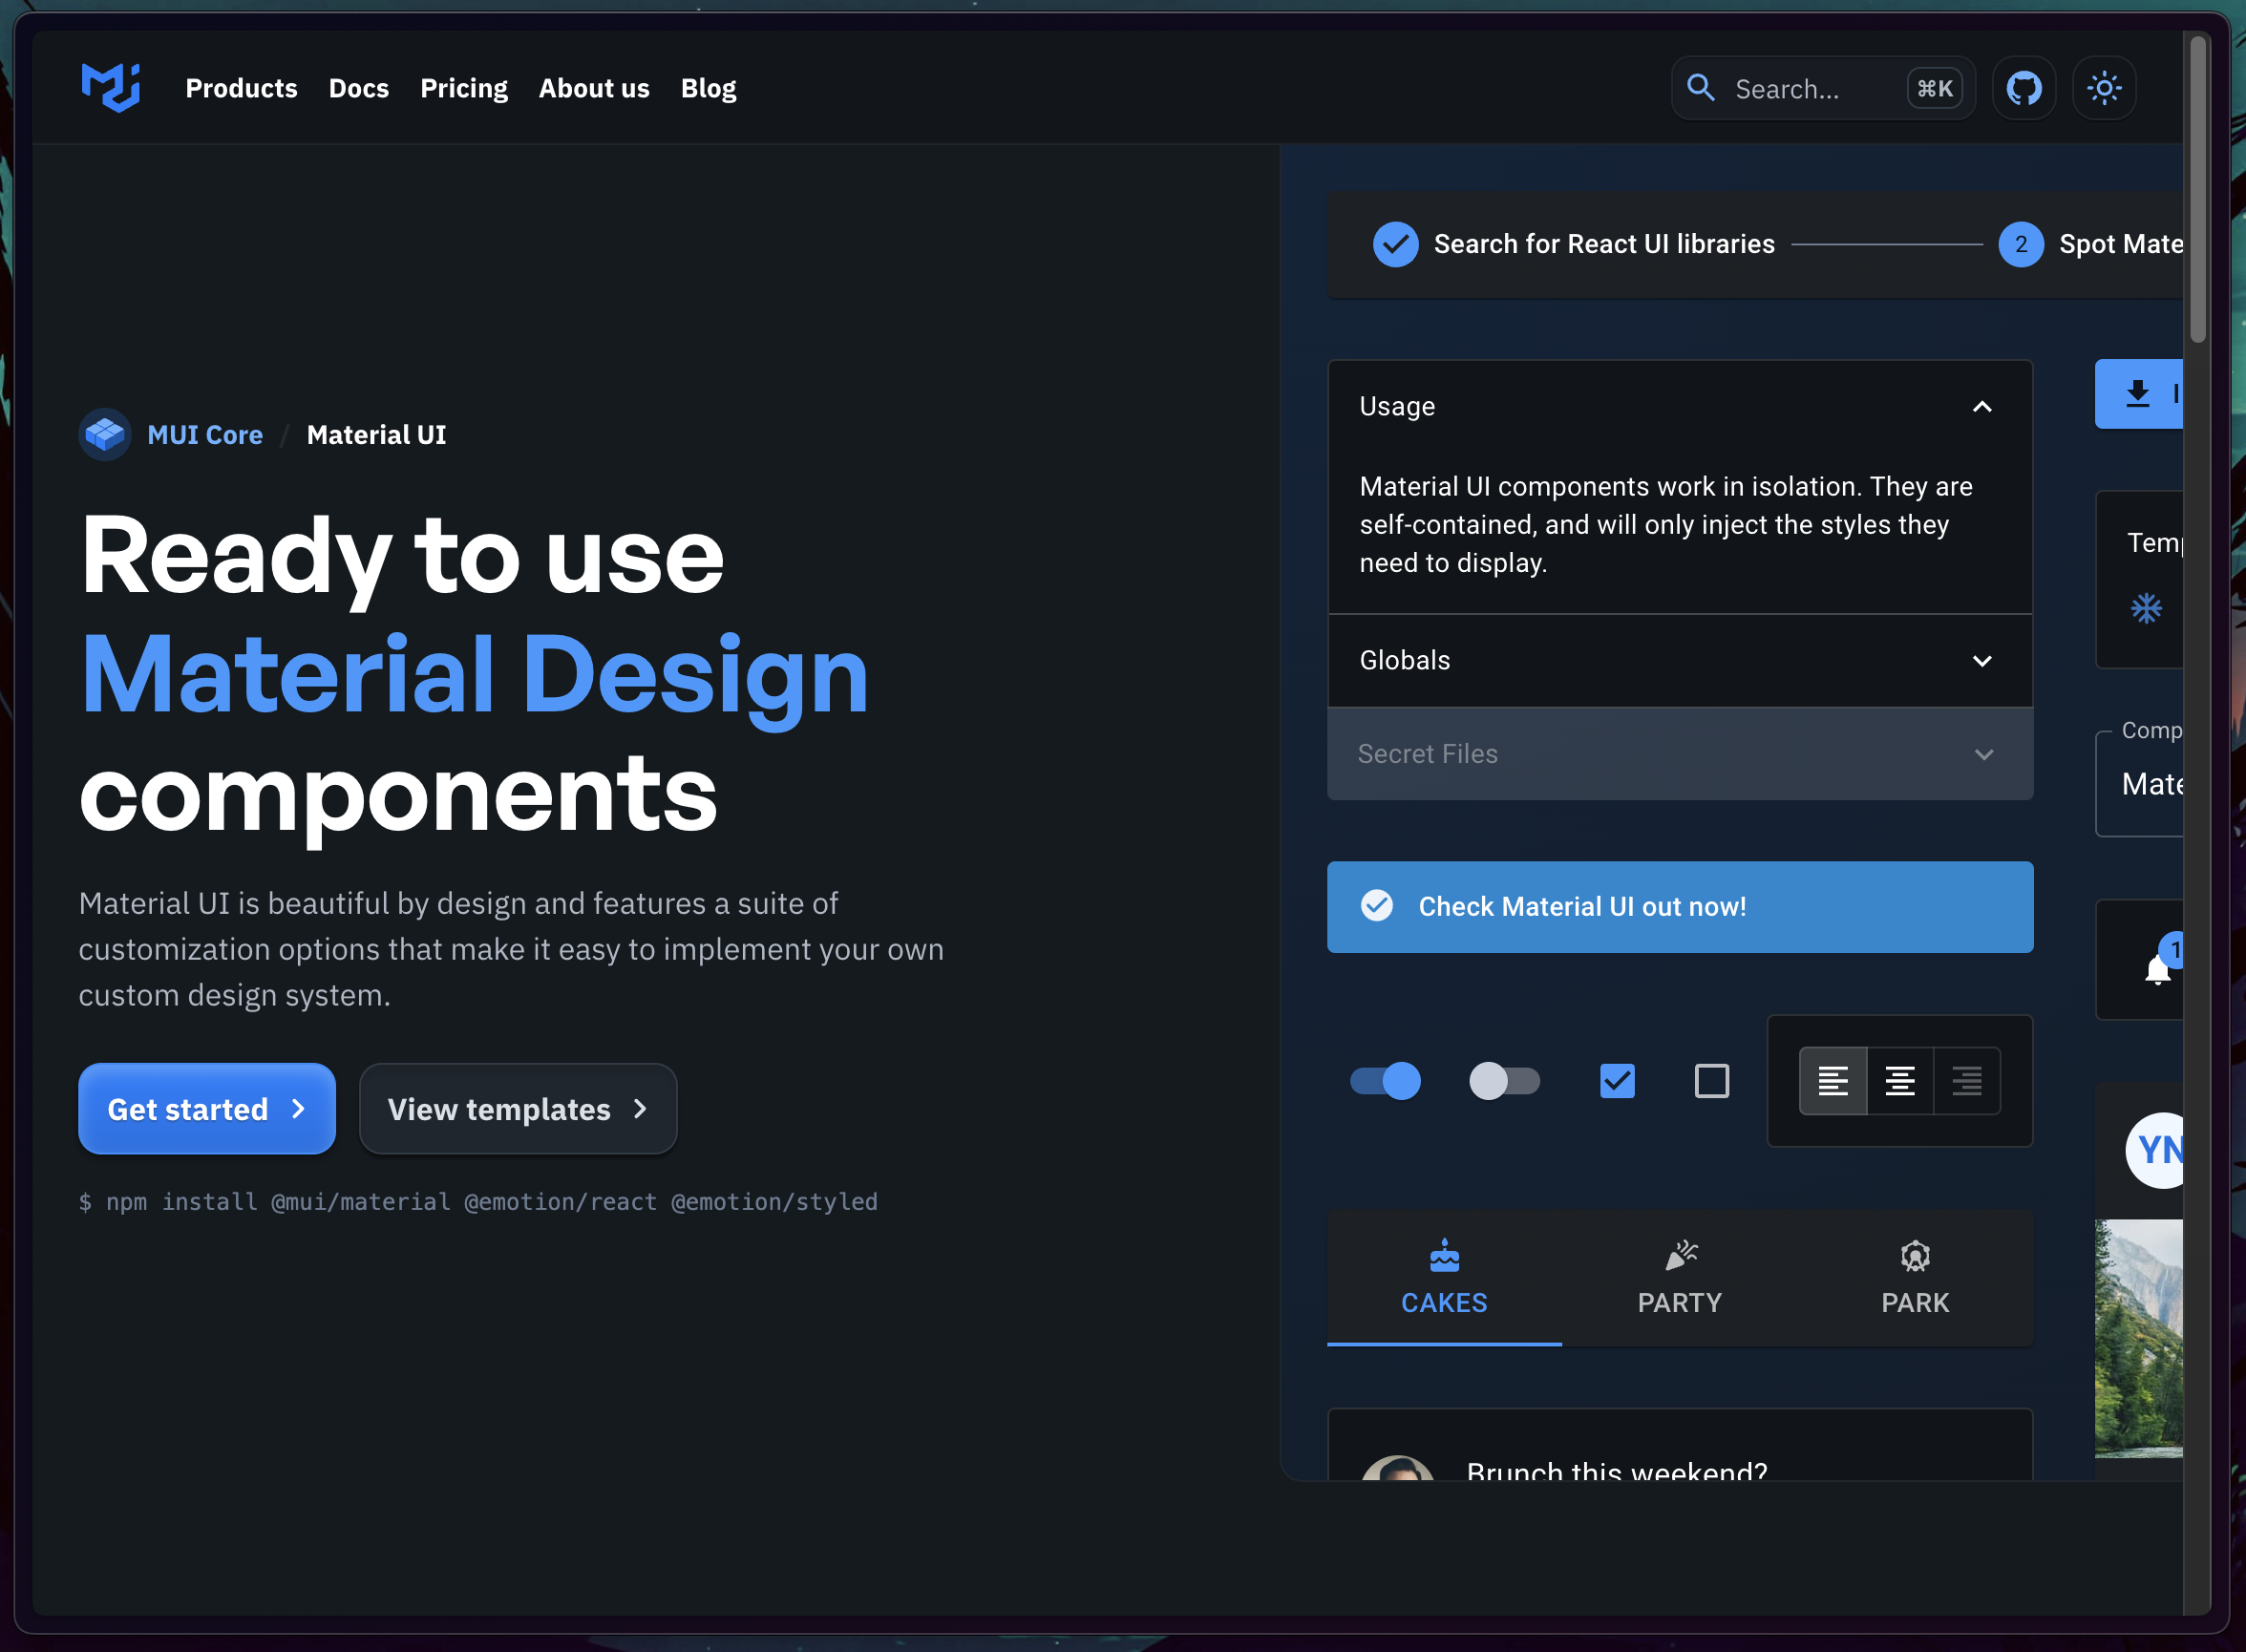 Products Docs Pricing About us Blog
Search... ⌘K
MUI Core / Material UI
Ready to use
Material Design
components
Material UI is beautiful by design and features a suite of
customization options that make it easy to implement your own
custom design system.
Get started
View templates
$ npm install @mui/material @emotion/react @emotion/styled
Search for React UI libraries
2 Spot Mate
Usage
Material UI components work in isolation. They are
self-contained, and will only inject the styles they
need to display.
Globals
Secret Files
Check Material UI out now!
CAKES PARTY PARK
Brunch this weekend?
Temp
Comp
Mate
1
YN